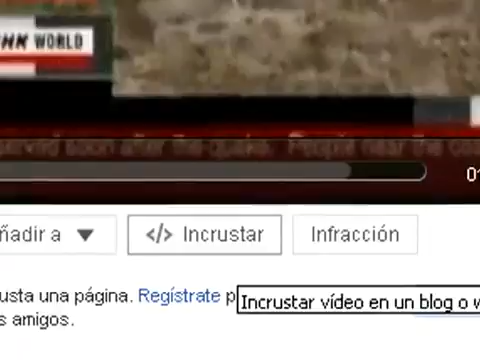 NHK WORLD
ñadir a
</> Incrustar
Infracción
usta una página. Regístrate p
Incrustar vídeo en un blog o w
s amigos.